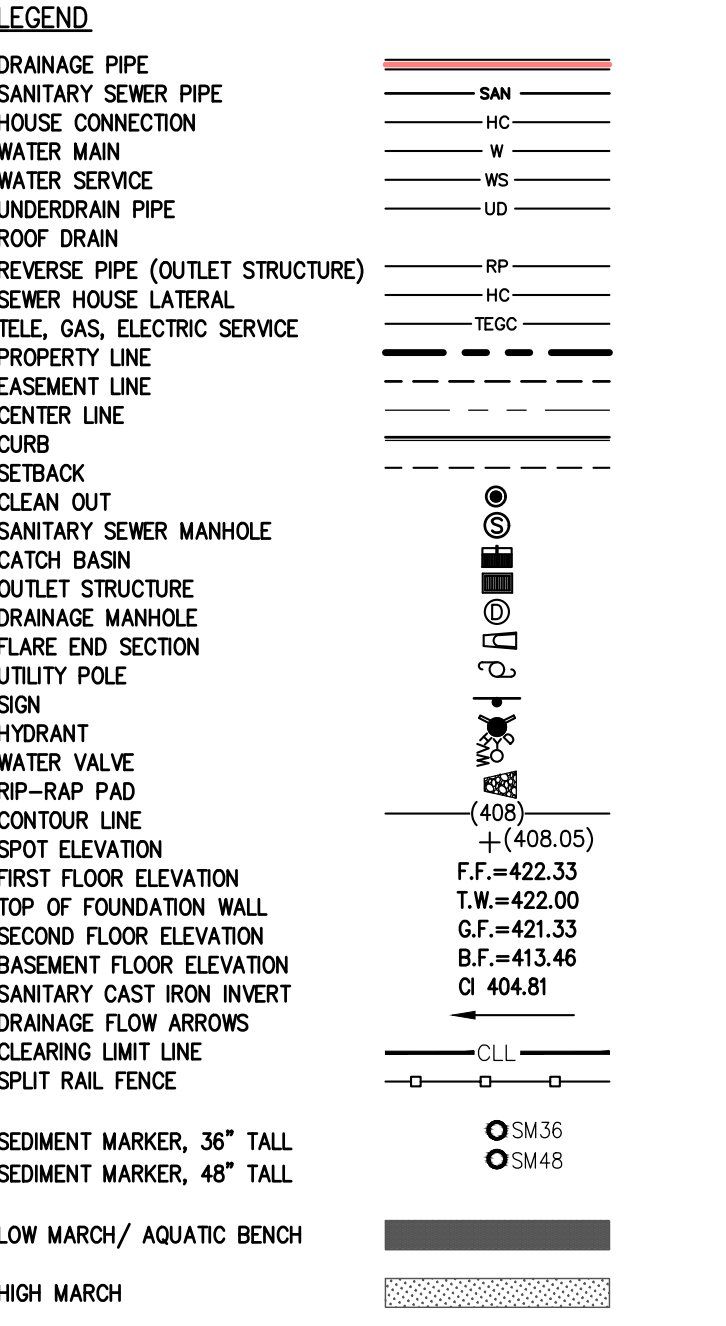 LEGEND
DRAINAGE PIPE
SANITARY SEWER PIPE SAN
HOUSE CONNECTION HC
WATER MAIN W
WATER SERVICE WS
UNDERDRAIN PIPE UD
ROOF DRAIN
REVERSE PIPE (OUTLET STRUCTURE) RP
SEWER HOUSE LATERAL HC
TELE, GAS, ELECTRIC SERVICE TEGC
PROPERTY LINE
EASEMENT LINE
CENTER LINE
CURB
SETBACK
CLEAN OUT
SANITARY SEWER MANHOLE S
CATCH BASIN
OUTLET STRUCTURE
DRAINAGE MANHOLE D
FLARE END SECTION
UTILITY POLE
SIGN
HYDRANT HYD
WATER VALVE WV
RIP-RAP PAD
CONTOUR LINE (408)
SPOT ELEVATION +(408.05)
FIRST FLOOR ELEVATION F.F.=422.33
TOP OF FOUNDATION WALL T.W.=422.00
SECOND FLOOR ELEVATION G.F.=421.33
BASEMENT FLOOR ELEVATION B.F.=413.46
SANITARY CAST IRON INVERT CI 404.81
DRAINAGE FLOW ARROWS
CLEARING LIMIT LINE CLL
SPLIT RAIL FENCE
SEDIMENT MARKER, 36" TALL SM36
SEDIMENT MARKER, 48" TALL SM48
LOW MARCH/ AQUATIC BENCH
HIGH MARCH